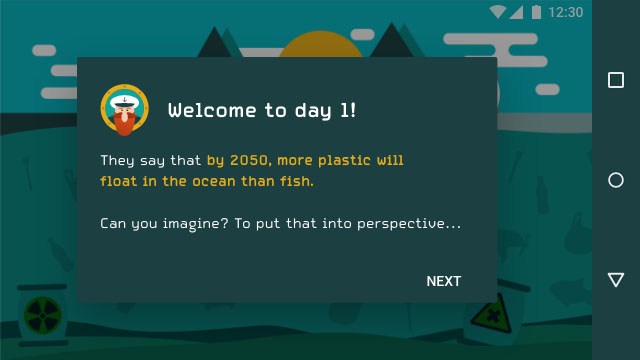 12:30
Welcome to day 1!
They say that by 2050, more plastic will
float in the ocean than fish.
Can you imagine? To put that into perspective...
NEXT